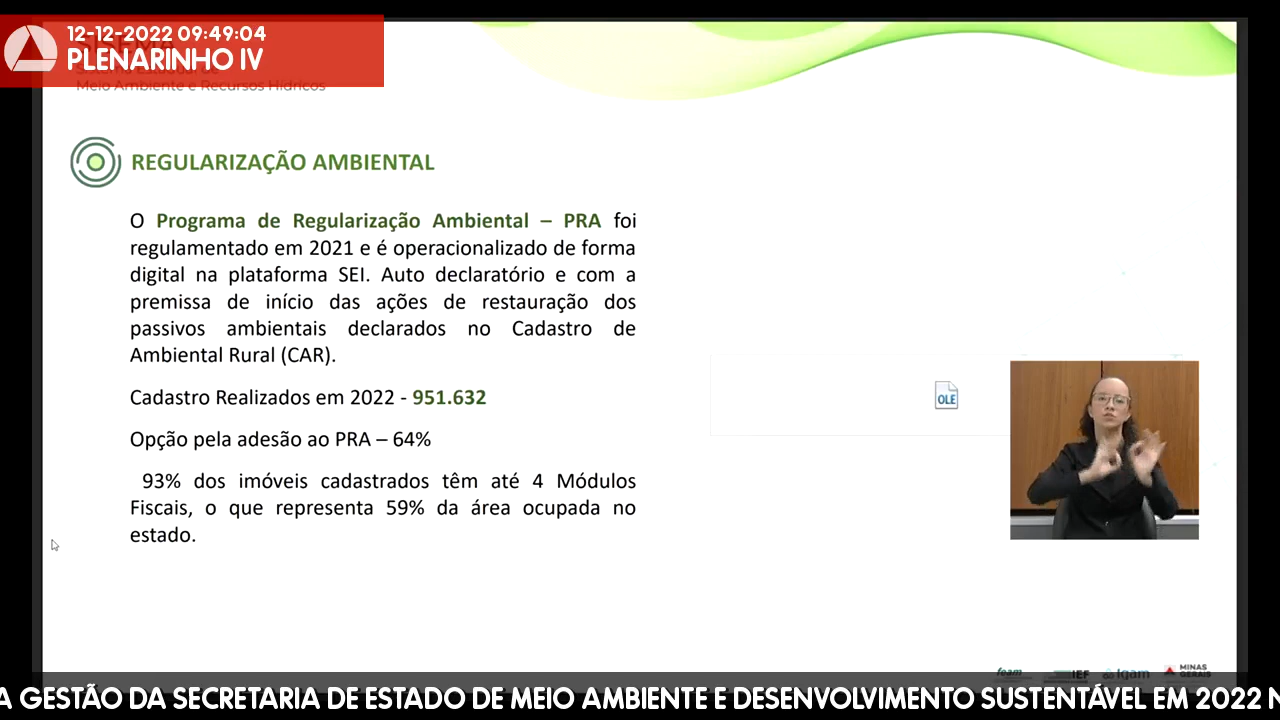 12-12-2022 09:49:04
PLENARINHO IV
SISEMA
Meio Ambiente e Recursos Hídricos
REGULARIZAÇÃO AMBIENTAL
O Programa de Regularização Ambiental – PRA foi
regulamentado em 2021 e é operacionalizado de forma
digital na plataforma SEI. Auto declaratório e com a
premissa de início das ações de restauração dos
passivos ambientais declarados no Cadastro de
Ambiental Rural (CAR).
Cadastro Realizados em 2022 - 951.632
Opção pela adesão ao PRA – 64%
93% dos imóveis cadastrados têm até 4 Módulos
Fiscais, o que representa 59% da área ocupada no
estado.
OLE
feam IEF Igam MINAS
GERAIS
A GESTÃO DA SECRETARIA DE ESTADO DE MEIO AMBIENTE E DESENVOLVIMENTO SUSTENTÁVEL EM 2022 N